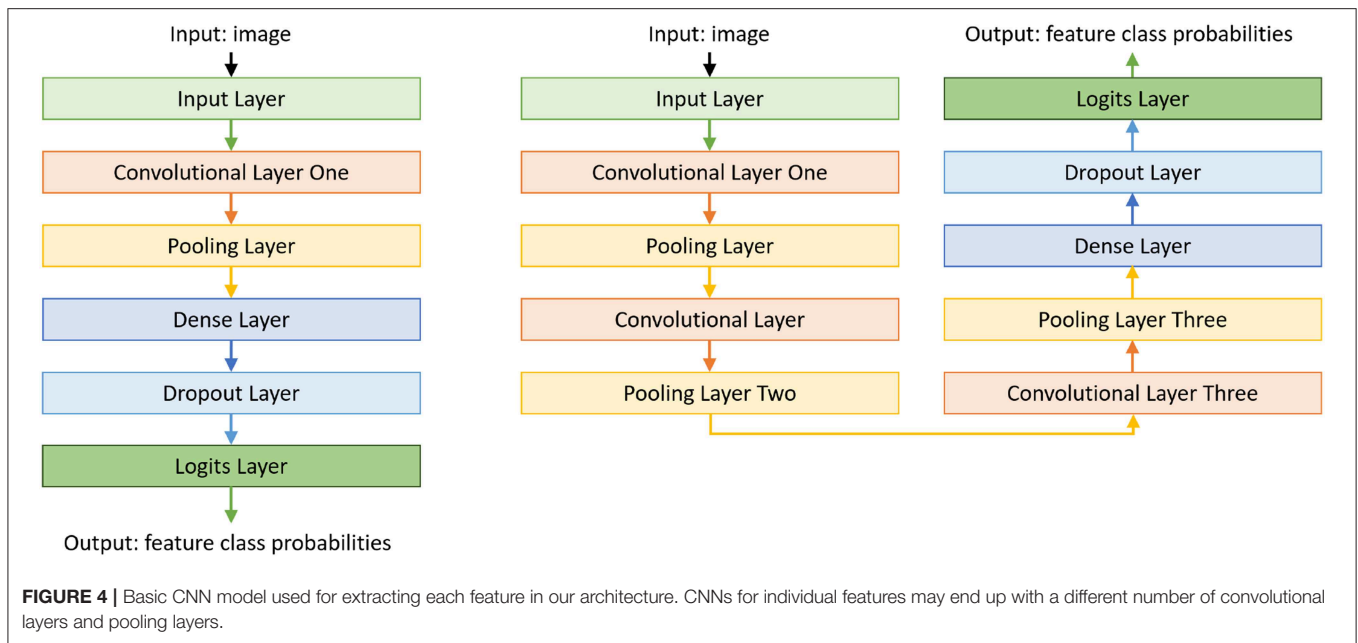 Input: image
Input Layer
Convolutional Layer One
Pooling Layer
Dense Layer
Dropout Layer
Logits Layer
Output: feature class probabilities
Input: image
Input Layer
Convolutional Layer One
Pooling Layer
Convolutional Layer
Pooling Layer Two
Output: feature class probabilities
Logits Layer
Dropout Layer
Dense Layer
Pooling Layer Three
Convolutional Layer Three
FIGURE 4 | Basic CNN model used for extracting each feature in our architecture. CNNs for individual features may end up with a different number of convolutional
layers and pooling layers.